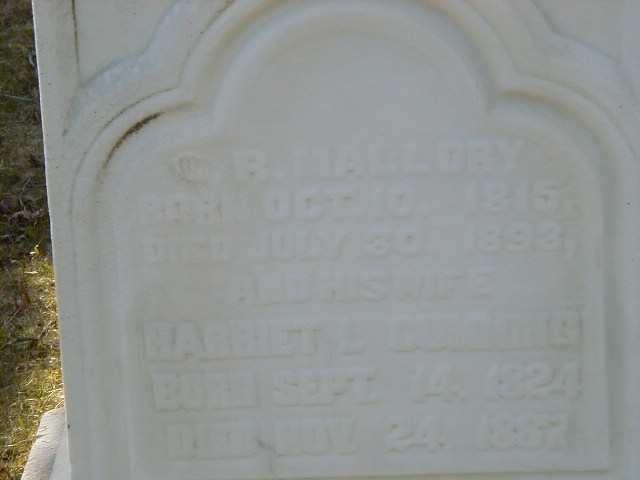 R. MALLORY
BORN OCT. 10. 1815,
DIED JULY 30. 1893,
AND HIS WIFE
HARRIET L
BORN SEPT. 14. 1824
DIED NOV. 24. 1887